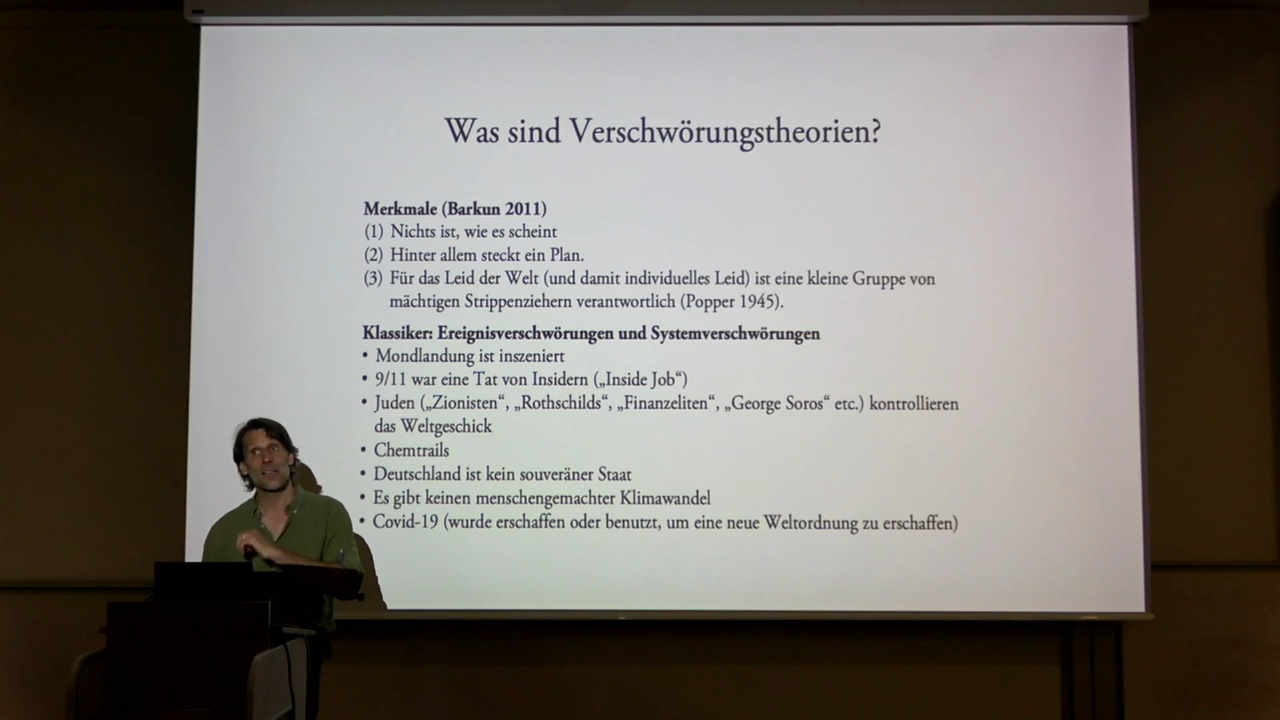 Was sind Verschwörungstheorien?
Merkmale (Barkun 2011)
(1) Nichts ist, wie es scheint
(2) Hinter allem steckt ein Plan.
(3) Für das Leid der Welt (und damit individuelles Leid) ist eine kleine Gruppe von
mächtigen Strippenziehern verantwortlich (Popper 1945).
Klassiker: Ereignisverschwörungen und Systemverschwörungen
• Mondlandung ist inszeniert
• 9/11 war eine Tat von Insidern („Inside Job“)
• Juden („Zionisten“, „Rothschilds“, „Finanzeliten“, „George Soros“ etc.) kontrollieren
das Weltgeschick
• Chemtrails
• Deutschland ist kein souveräner Staat
• Es gibt keinen menschengemachter Klimawandel
• Covid-19 (wurde erschaffen oder benutzt, um eine neue Weltordnung zu erschaffen)